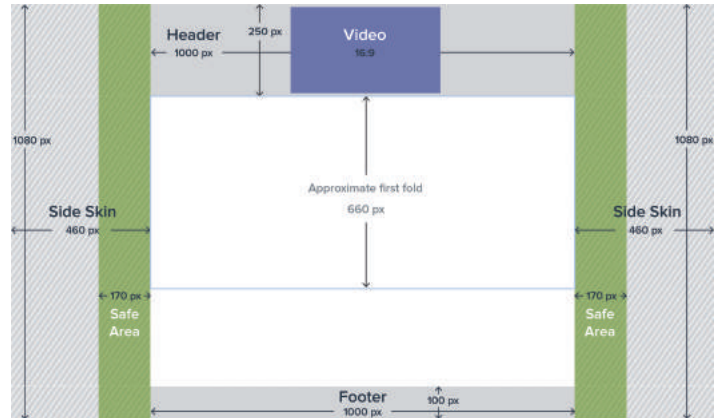 Header
1000 px
250 px
Video
16:9
1080 px
1080 px
Approximate first fold
660 px
Side Skin
460 px
Side Skin
460 px
170 px
Safe
Area
170 px
Safe
Area
Footer
1000 px
100 px